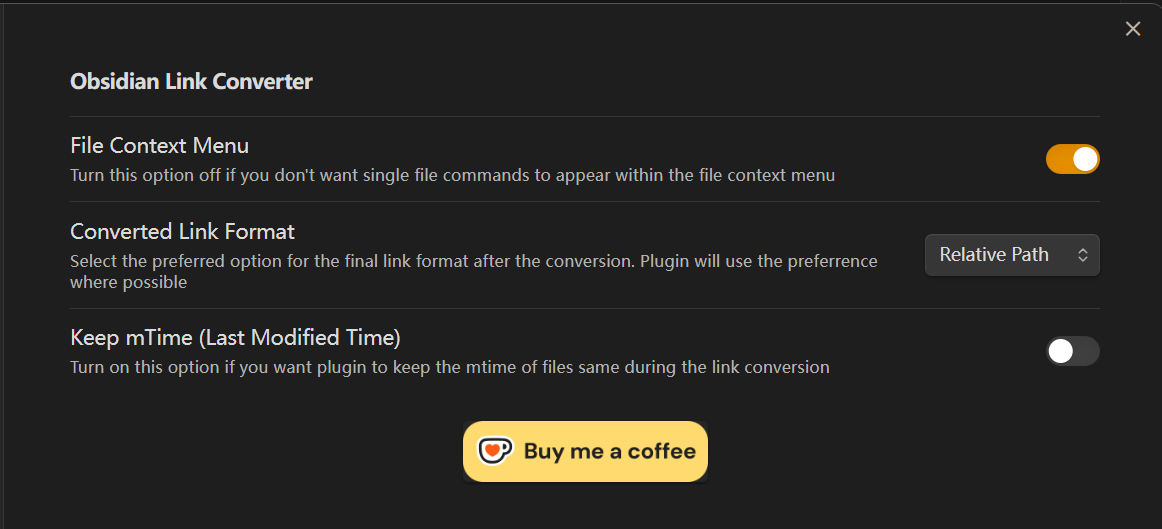 Obsidian Link Converter
File Context Menu
Turn this option off if you don't want single file commands to appear within the file context menu
Converted Link Format
Select the preferred option for the final link format after the conversion. Plugin will use the preferrence
where possible
Relative Path
Keep mTime (Last Modified Time)
Turn on this option if you want plugin to keep the mtime of files same during the link conversion
Buy me a coffee